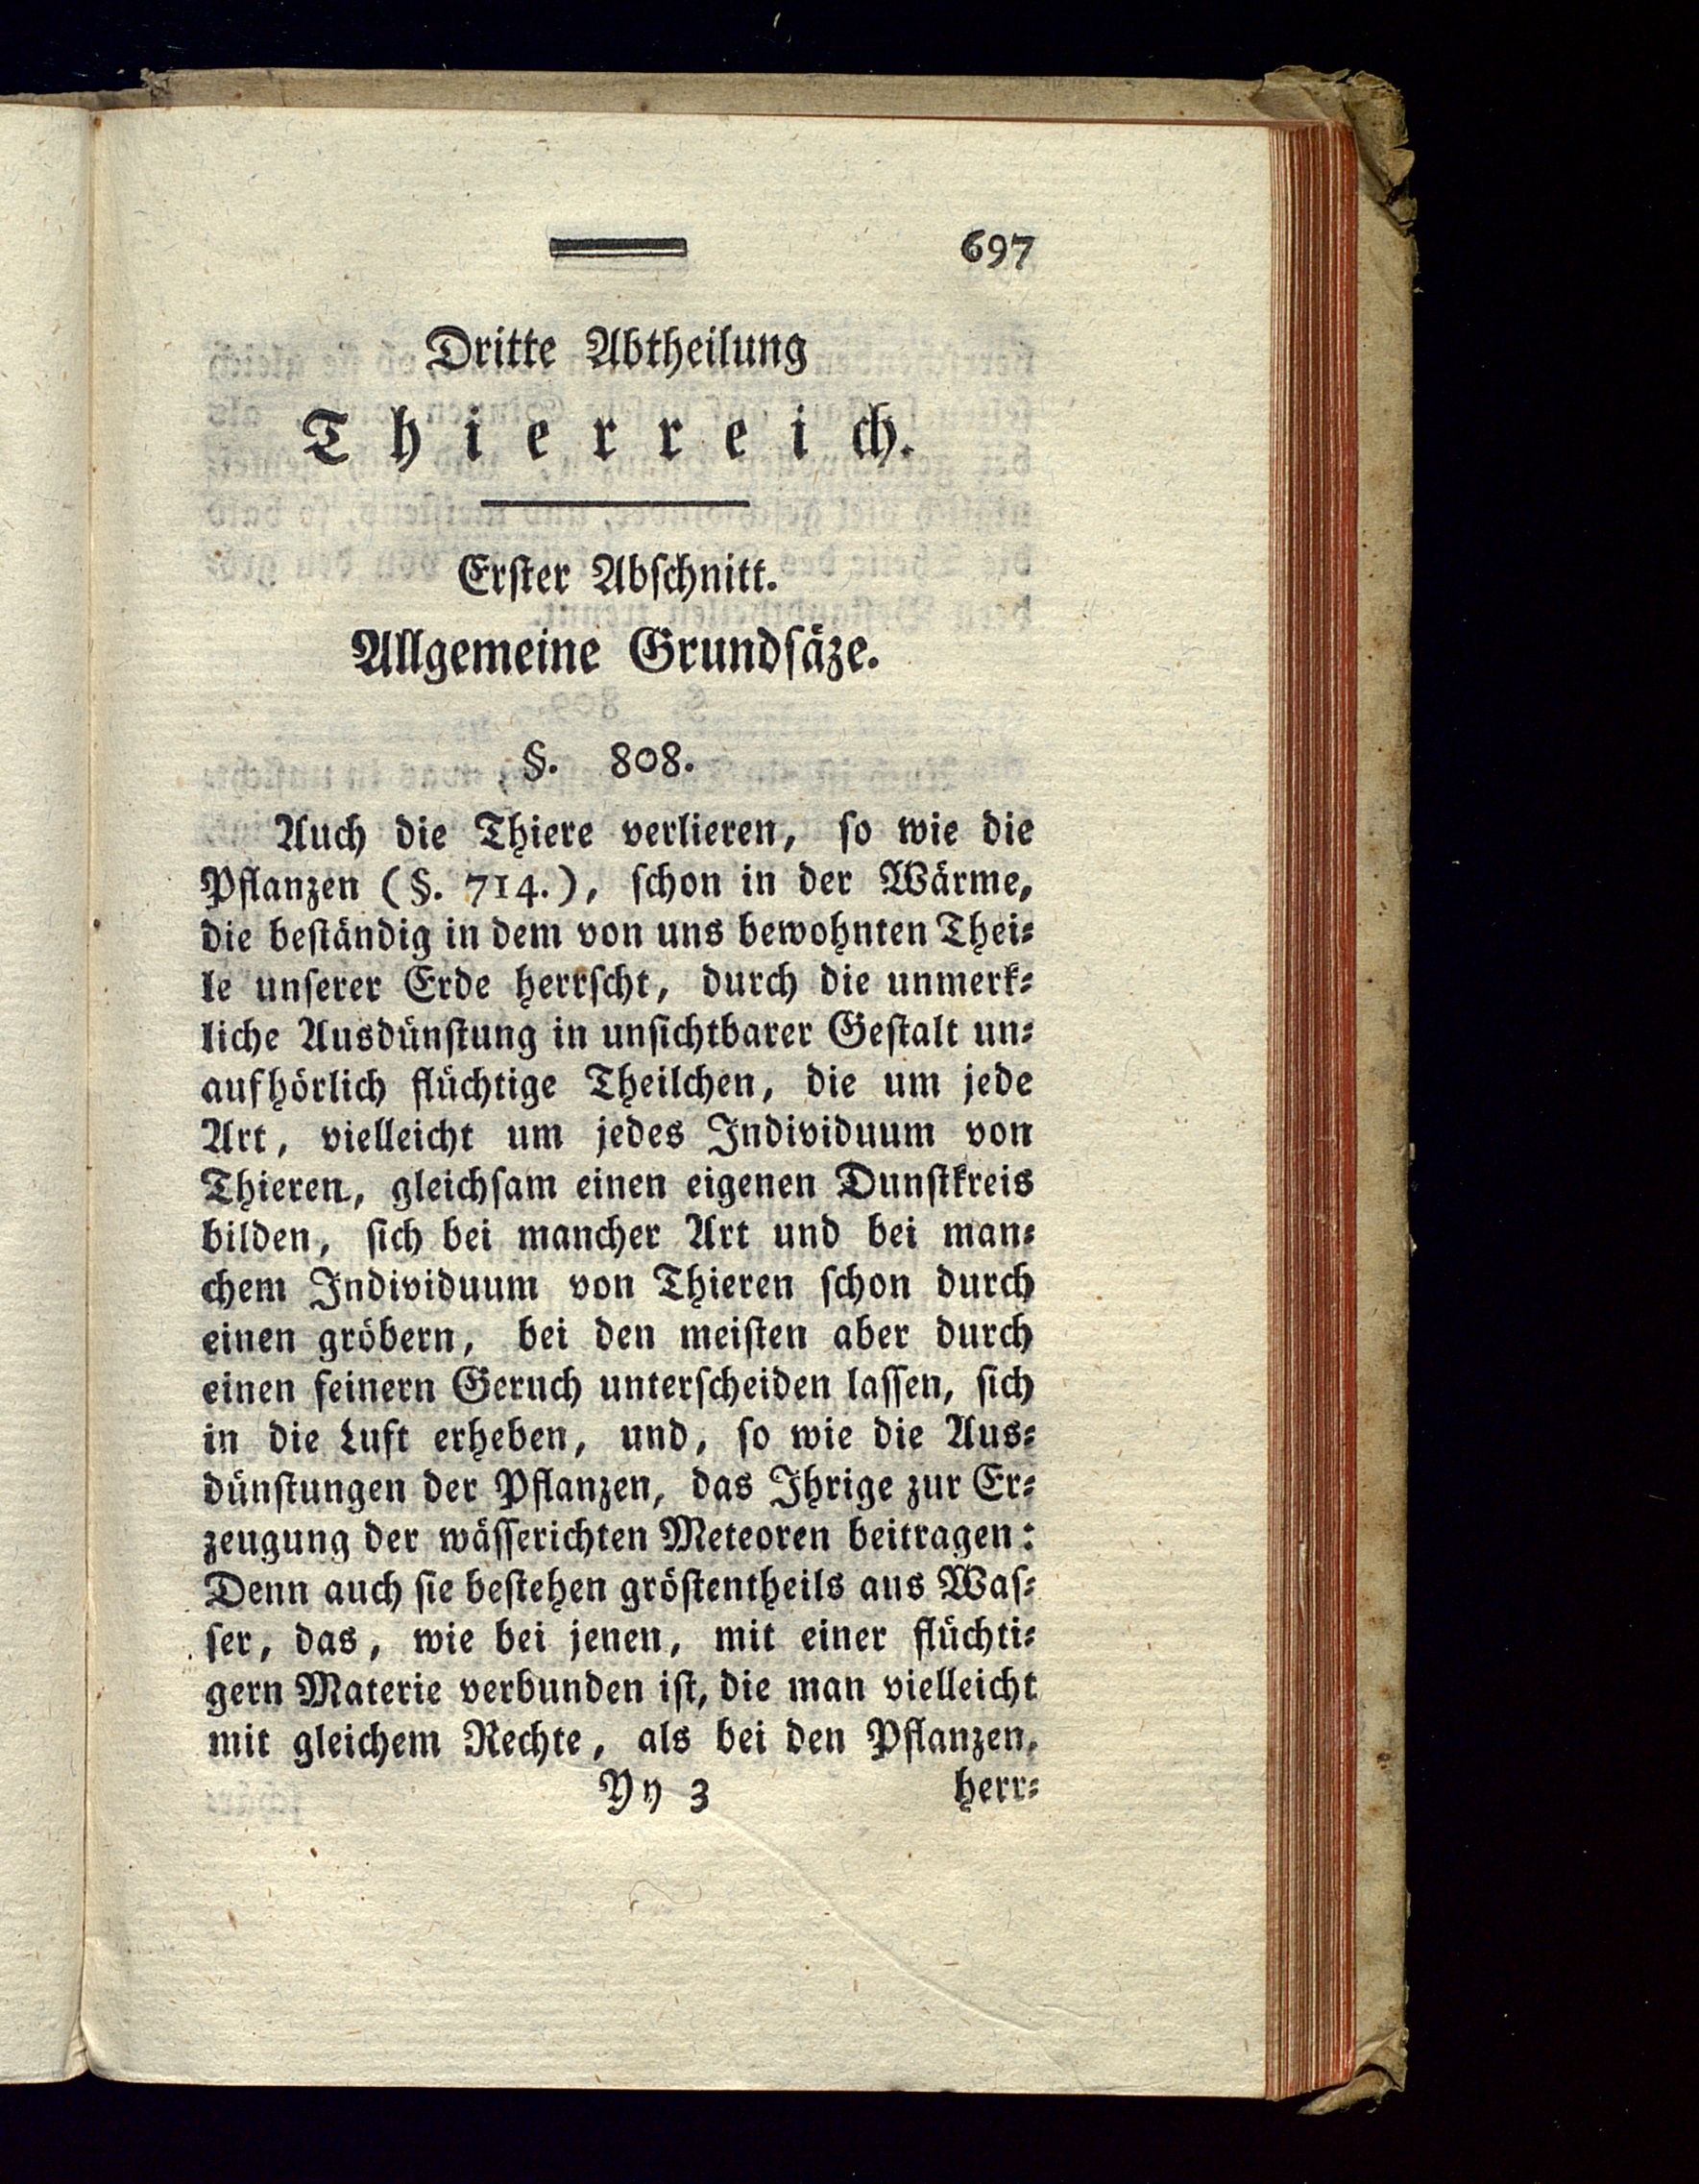 697
Dritte Abtheilung
Thierreich.
Erster Abschnitt.
Allgemeine Grundsäze.
§. 808.
Auch die Thiere verlieren, so wie die
Pflanzen (§. 714.), schon in der Wärme,
die beständig in dem von uns bewohnten Thei-
le unserer Erde herrscht, durch die unmerk-
liche Ausdünstung in unsichtbarer Gestalt un-
aufhörlich flüchtige Theilchen, die um jede
Art, vielleicht um jedes Individuum von
Thieren, gleichsam einen eigenen Dunstkreis
bilden, sich bei mancher Art und bei man-
chem Individuum von Thieren schon durch
einen gröbern, bei den meisten aber durch
einen feinern Geruch unterscheiden lassen, sich
in die Luft erheben, und, so wie die Aus-
dünstungen der Pflanzen, das Ihrige zur Er-
zeugung der wässerichten Meteoren beitragen:
Denn auch sie bestehen gröstentheils aus Was-
ser, das, wie bei jenen, mit einer flüchti-
gern Materie verbunden ist, die man vielleicht
mit gleichem Rechte, als bei den Pflanzen,
Yy 3 herr-